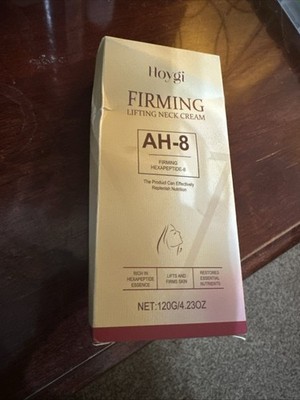 Hoygi
FIRMING
LIFTING NECK CREAM
AH-8
FIRMING
HEXAPEPTIDE-8
The Product Can Effectively
Replenish Nutrition
RICH IN
HEXAPEPTIDE
ESSENCE
LIFTS AND
FIRMS SKIN
RESTORES
ESSENTIAL
NUTRIENTS
NET:120G/4.23OZ